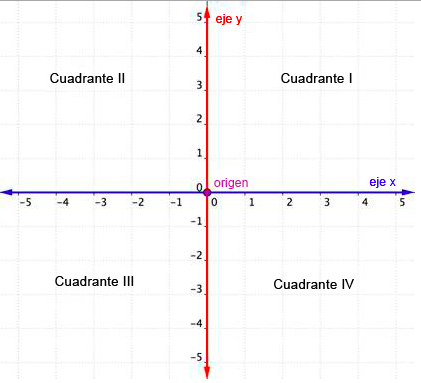 5
eje y
4
Cuadrante II
Cuadrante I
3
2
1
0
origen
eje x
-5 -4 -3 -2 -1 0 1 2 3 4 5
-1
-2
Cuadrante III
Cuadrante IV
-3
-4
-5